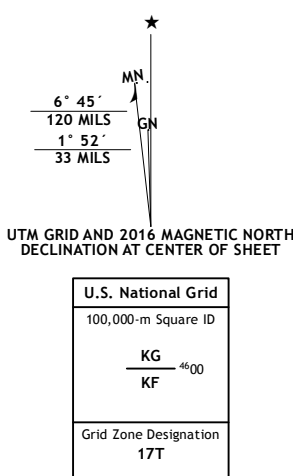 MN
6° 45´
120 MILS
GN
1° 52´
33 MILS
UTM GRID AND 2016 MAGNETIC NORTH
DECLINATION AT CENTER OF SHEET
U.S. National Grid
100,000-m Square ID
KG
4600
KF
Grid Zone Designation
17T